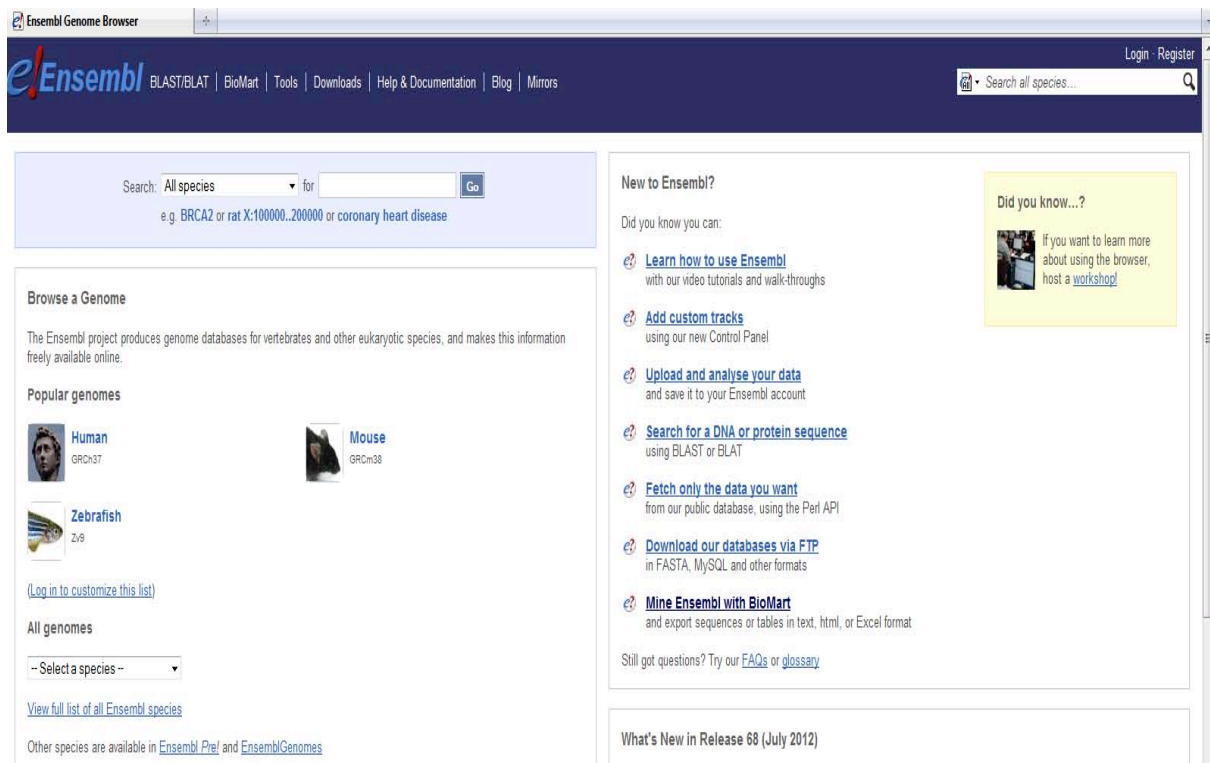 Ensembl Genome Browser
Login · Register
e!Ensembl BLAST/BLAT | BioMart | Tools | Downloads | Help & Documentation | Blog | Mirrors
Search all species...
Search: All species for Go
e.g. BRCA2 or rat X:100000..200000 or coronary heart disease
Browse a Genome
The Ensembl project produces genome databases for vertebrates and other eukaryotic species, and makes this information
freely available online.
Popular genomes
Human
GRCh37
Mouse
GRCm38
Zebrafish
Zv9
(Log in to customize this list)
All genomes
-- Select a species --
View full list of all Ensembl species
Other species are available in Ensembl Pre! and EnsemblGenomes
New to Ensembl?
Did you know you can:
e? Learn how to use Ensembl
with our video tutorials and walk-throughs
e? Add custom tracks
using our new Control Panel
e? Upload and analyse your data
and save it to your Ensembl account
e? Search for a DNA or protein sequence
using BLAST or BLAT
e? Fetch only the data you want
from our public database, using the Perl API
e? Download our databases via FTP
in FASTA, MySQL and other formats
e? Mine Ensembl with BioMart
and export sequences or tables in text, html, or Excel format
Still got questions? Try our FAQs or glossary
Did you know...?
If you want to learn more
about using the browser,
host a workshop!
What's New in Release 68 (July 2012)